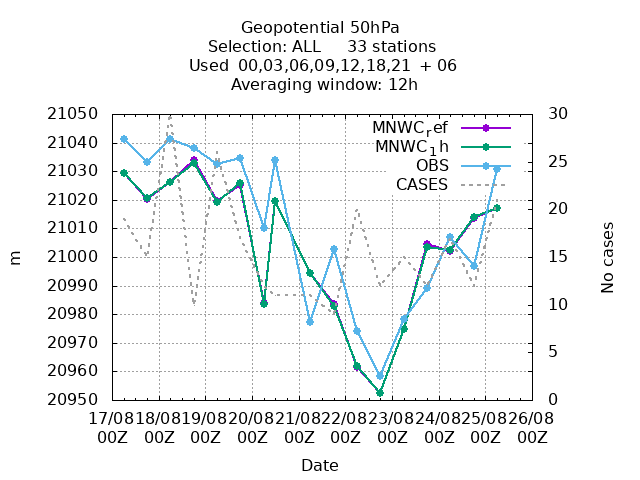 Geopotential 50hPa
Selection: ALL 33 stations
Used 00,03,06,09,12,18,21 + 06
Averaging window: 12h
21050
21040
21030
21020
21010
21000
20990
20980
20970
20960
20950
m
30
25
20
15
10
5
0
No cases
MNWC_ref
MNWC_1h
OBS
CASES
17/08 18/08 19/08 20/08 21/08 22/08 23/08 24/08 25/08 26/08
00Z 00Z 00Z 00Z 00Z 00Z 00Z 00Z 00Z 00Z
Date